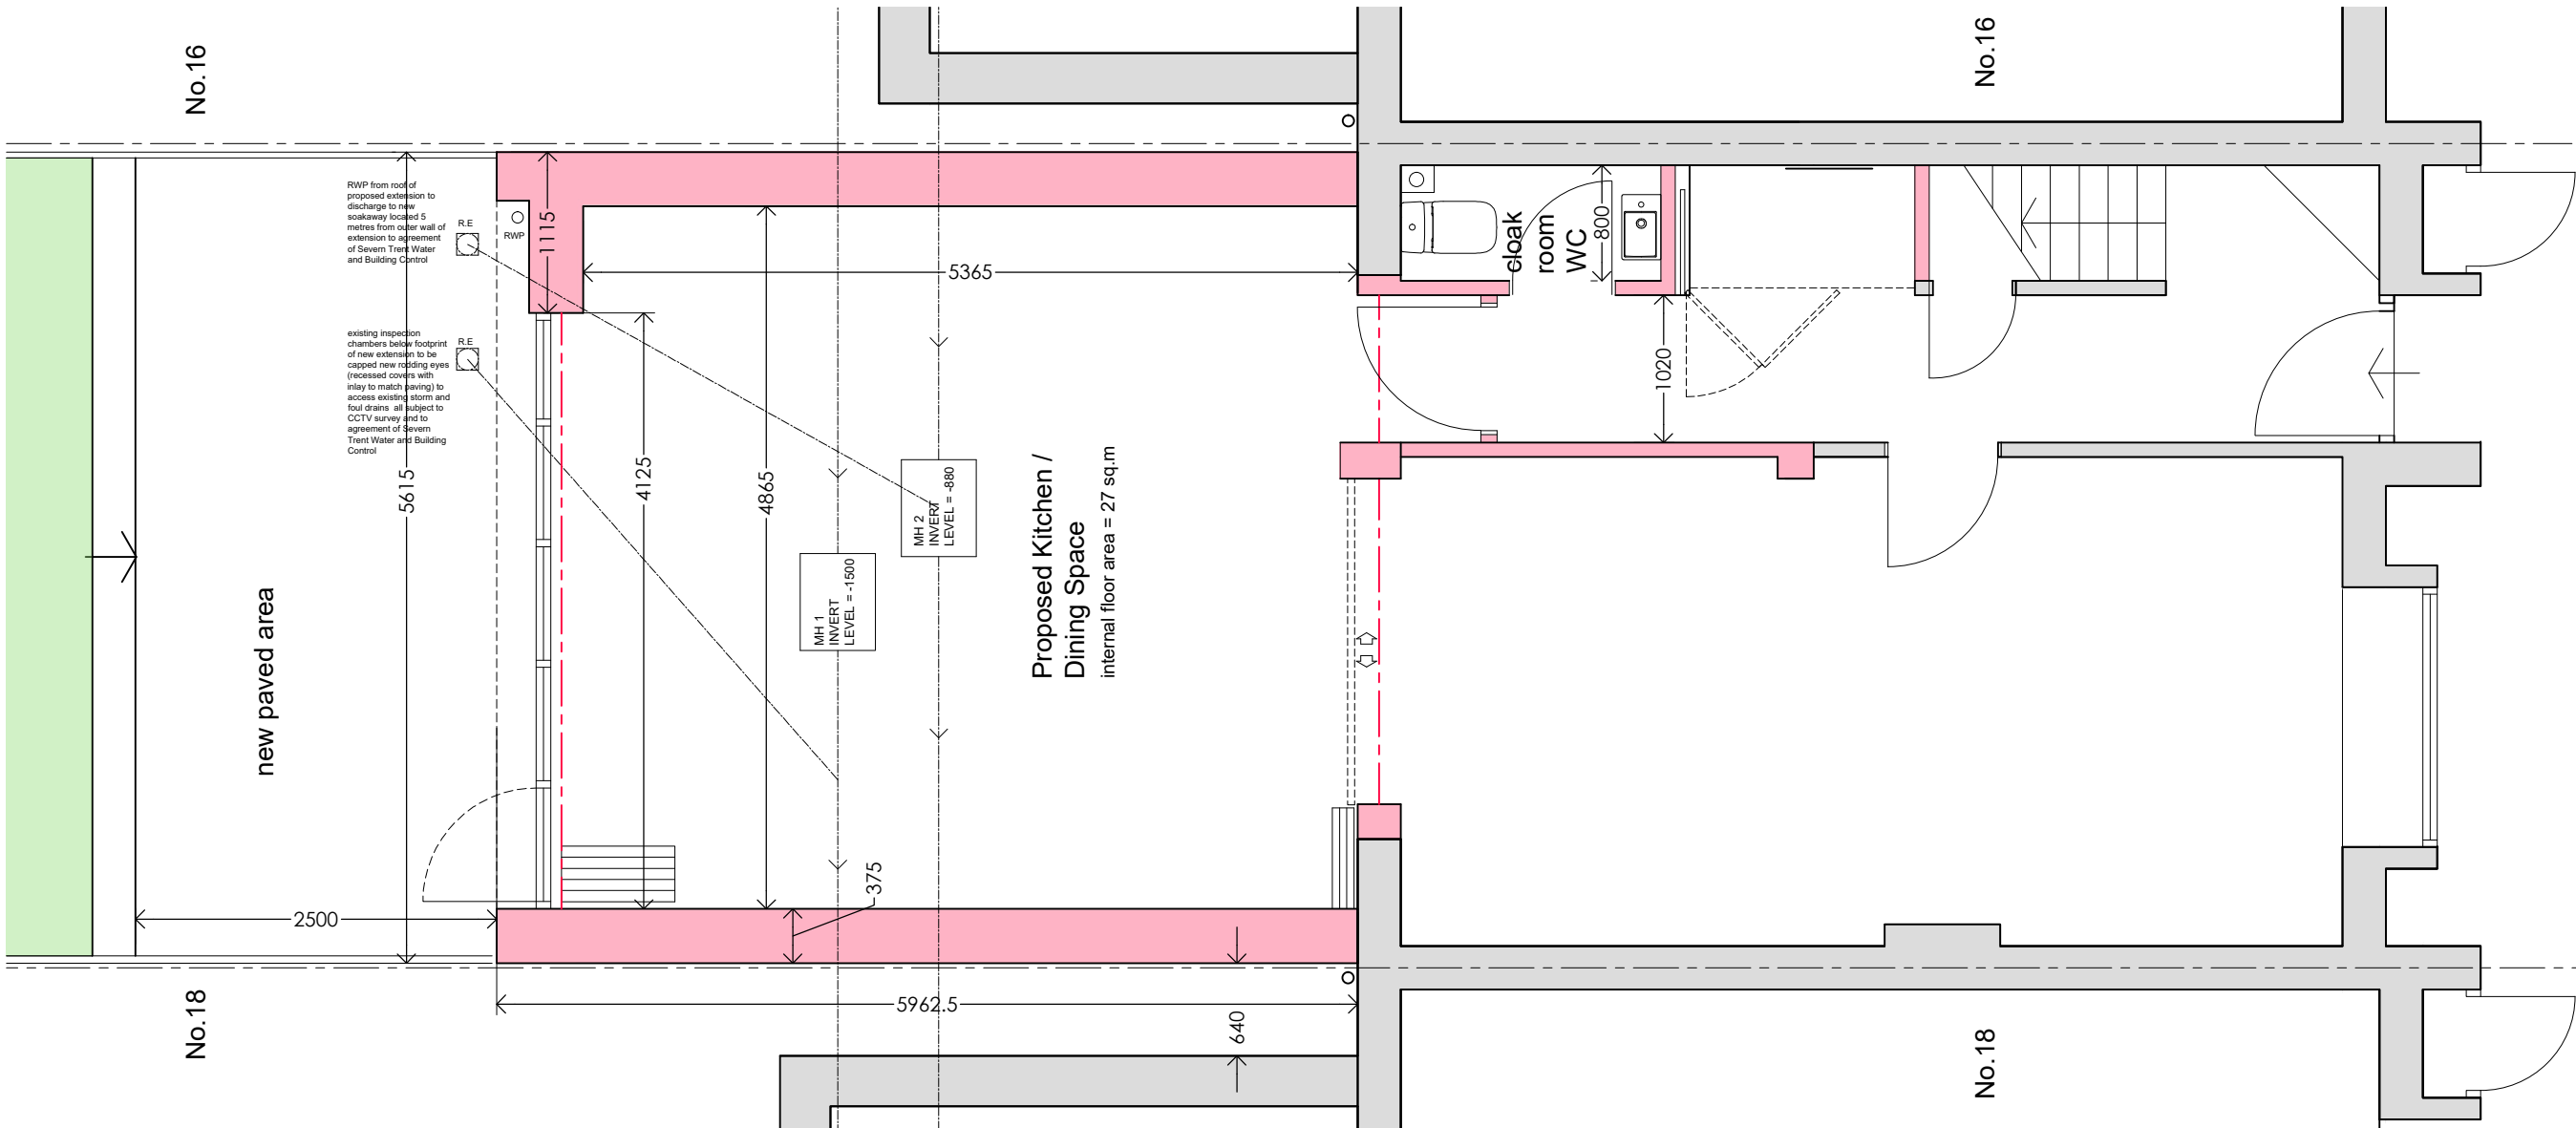 No.16
No.16
RWP from roof of
proposed extension to
discharge to new
soakaway located 5
metres from outer wall of
extension to agreement
of Severn Trent Water
and Building Control
R.E
RWP
1115
5365
cloak
room
WC
800
existing inspection
chambers below footprint
of new extension to be
capped new rodding eyes
(recessed covers with
inlay to match paving) to
access existing storm and
foul drains all subject to
CCTV survey and to
agreement of Severn
Trent Water and Building
Control
R.E
1020
5615
4125
4865
MH 2
INVERT
LEVEL = -880
MH 1
INVERT
LEVEL = -1500
Proposed Kitchen /
Dining Space
internal floor area = 27 sq.m
new paved area
375
2500
5962.5
640
No.18
No.18